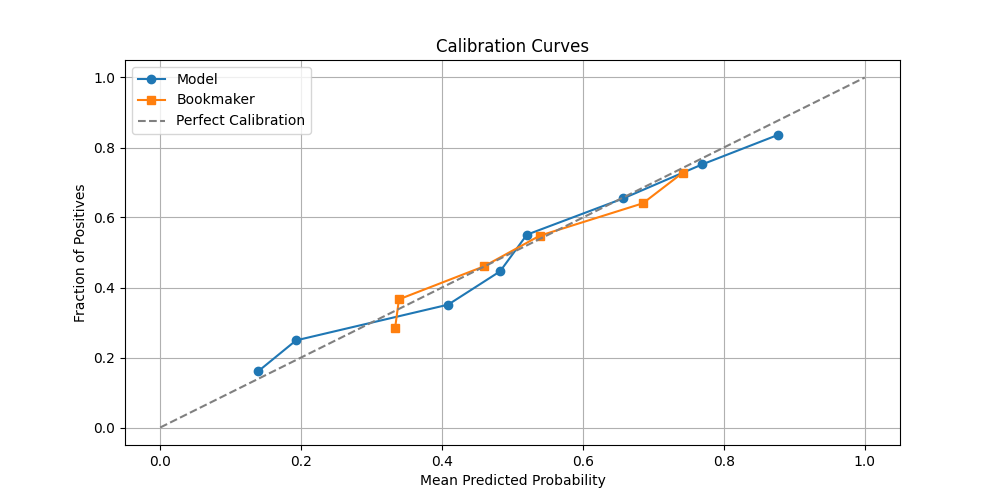 Calibration Curves
Model
Bookmaker
Perfect Calibration
Fraction of Positives
1.0
0.8
0.6
0.4
0.2
0.0
0.0 0.2 0.4 0.6 0.8 1.0
Mean Predicted Probability